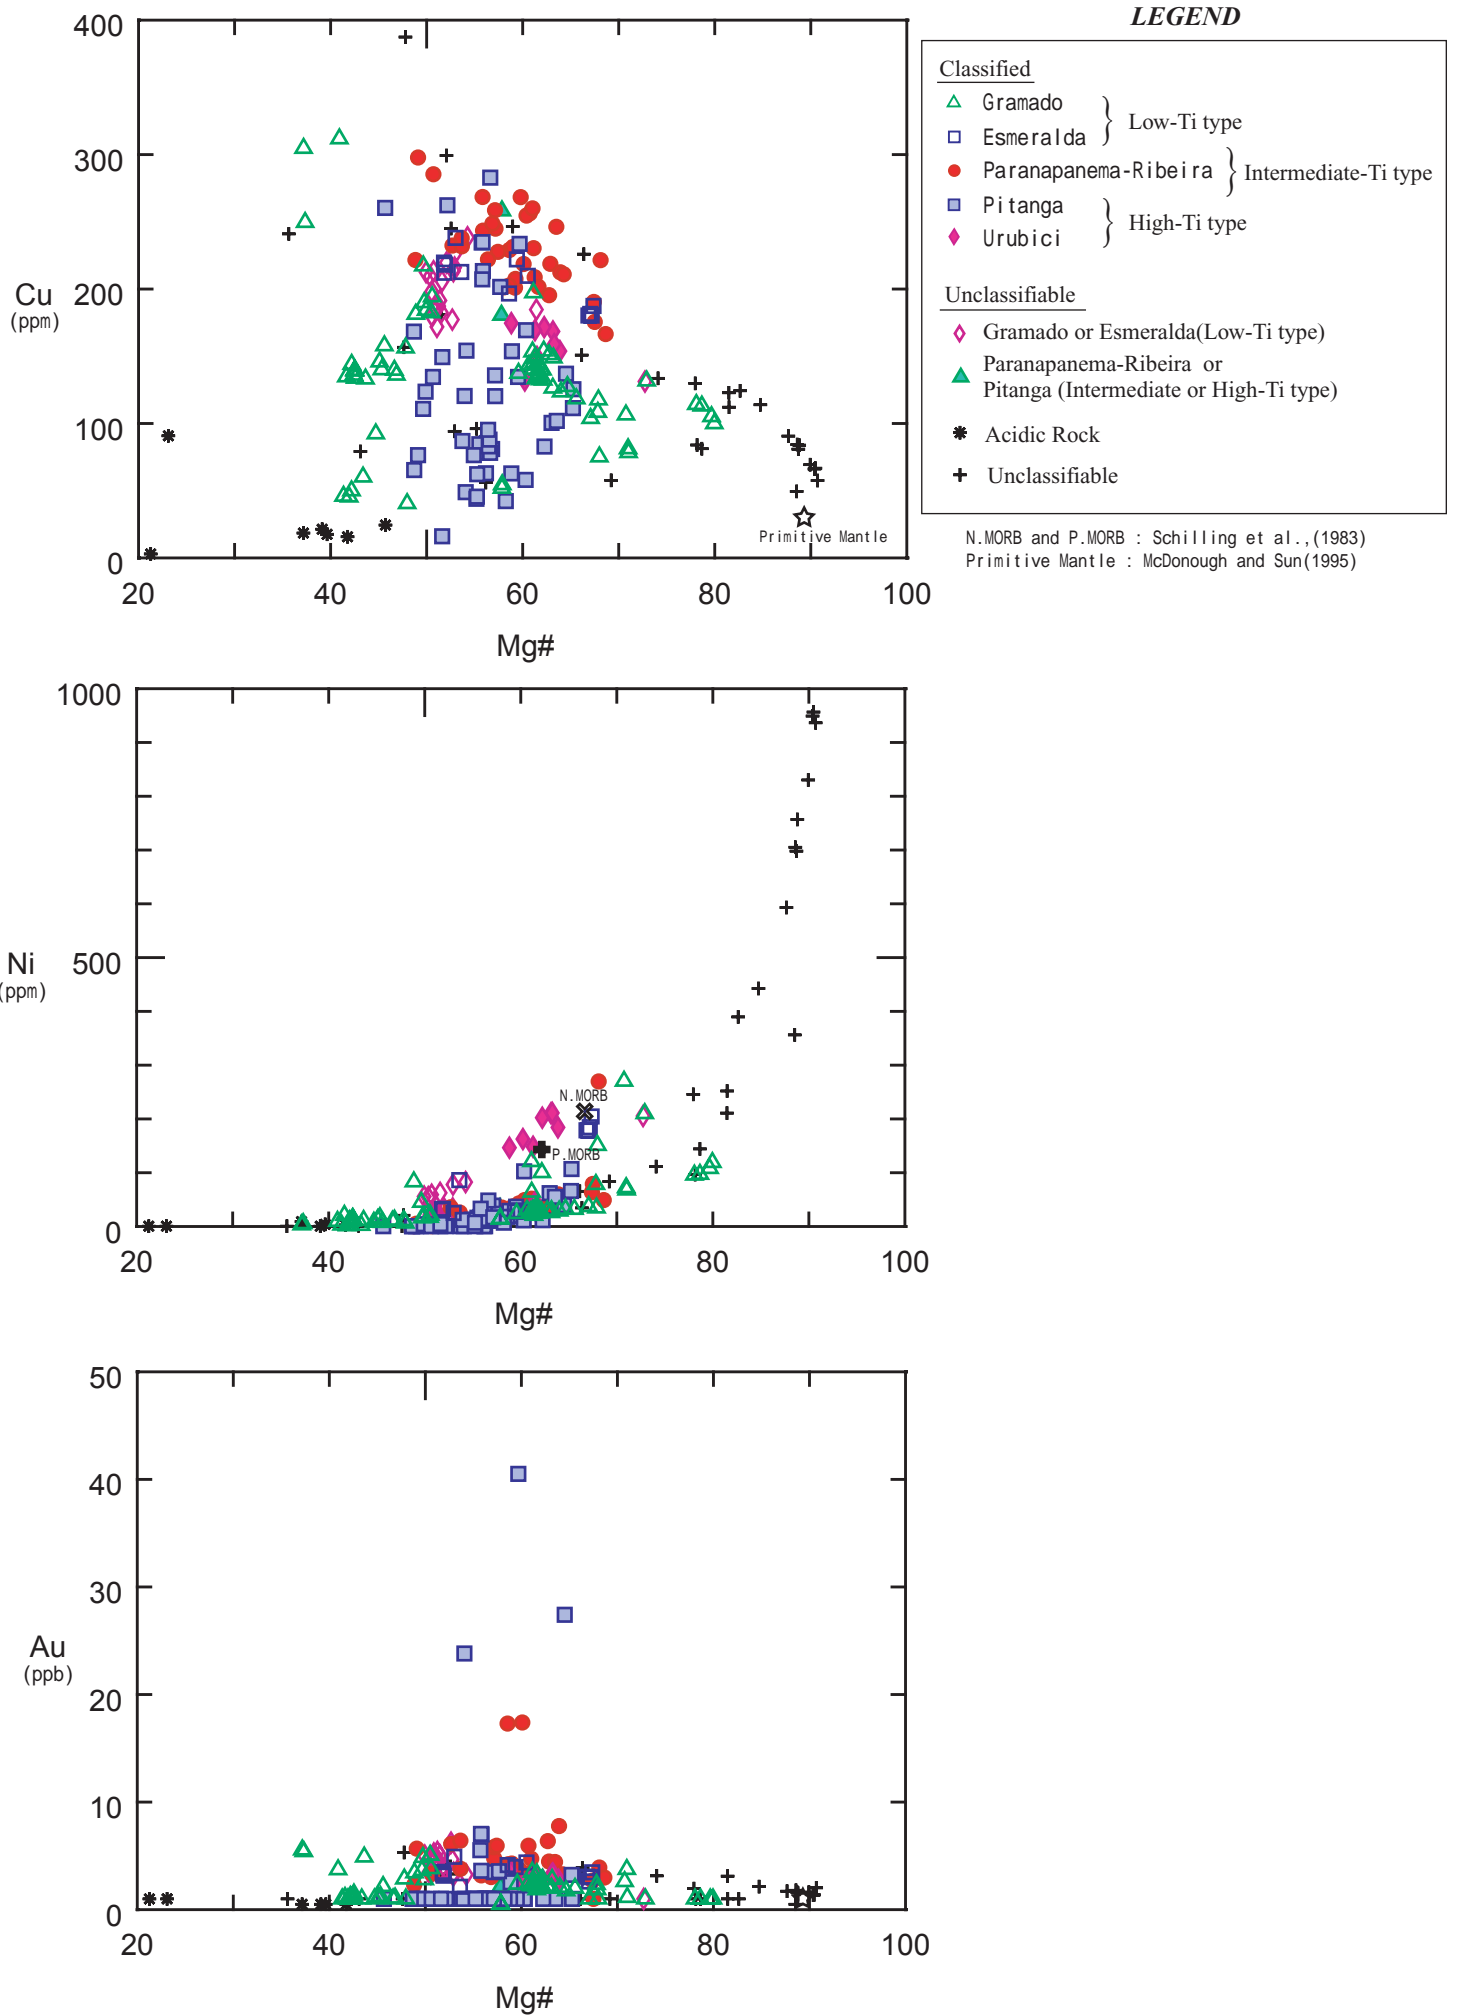 LEGEND
Classified
Gramado
Esmeralda
Low-Ti type
Paranapanema-Ribeira
Intermediate-Ti type
Pitanga
Urubici
High-Ti type
Unclassifiable
Gramado or Esmeralda(Low-Ti type)
Paranapanema-Ribeira or
Pitanga (Intermediate or High-Ti type)
Acidic Rock
Unclassifiable
N.MORB and P.MORB : Schilling et al.,(1983)
Primitive Mantle : McDonough and Sun(1995)
400
300
200
100
0
Cu
(ppm)
Primitive Mantle
20 40 60 80 100
Mg#
1000
500
0
Ni
(ppm)
N.MORB
P.MORB
20 40 60 80 100
Mg#
50
40
30
20
10
0
Au
(ppb)
20 40 60 80 100
Mg#